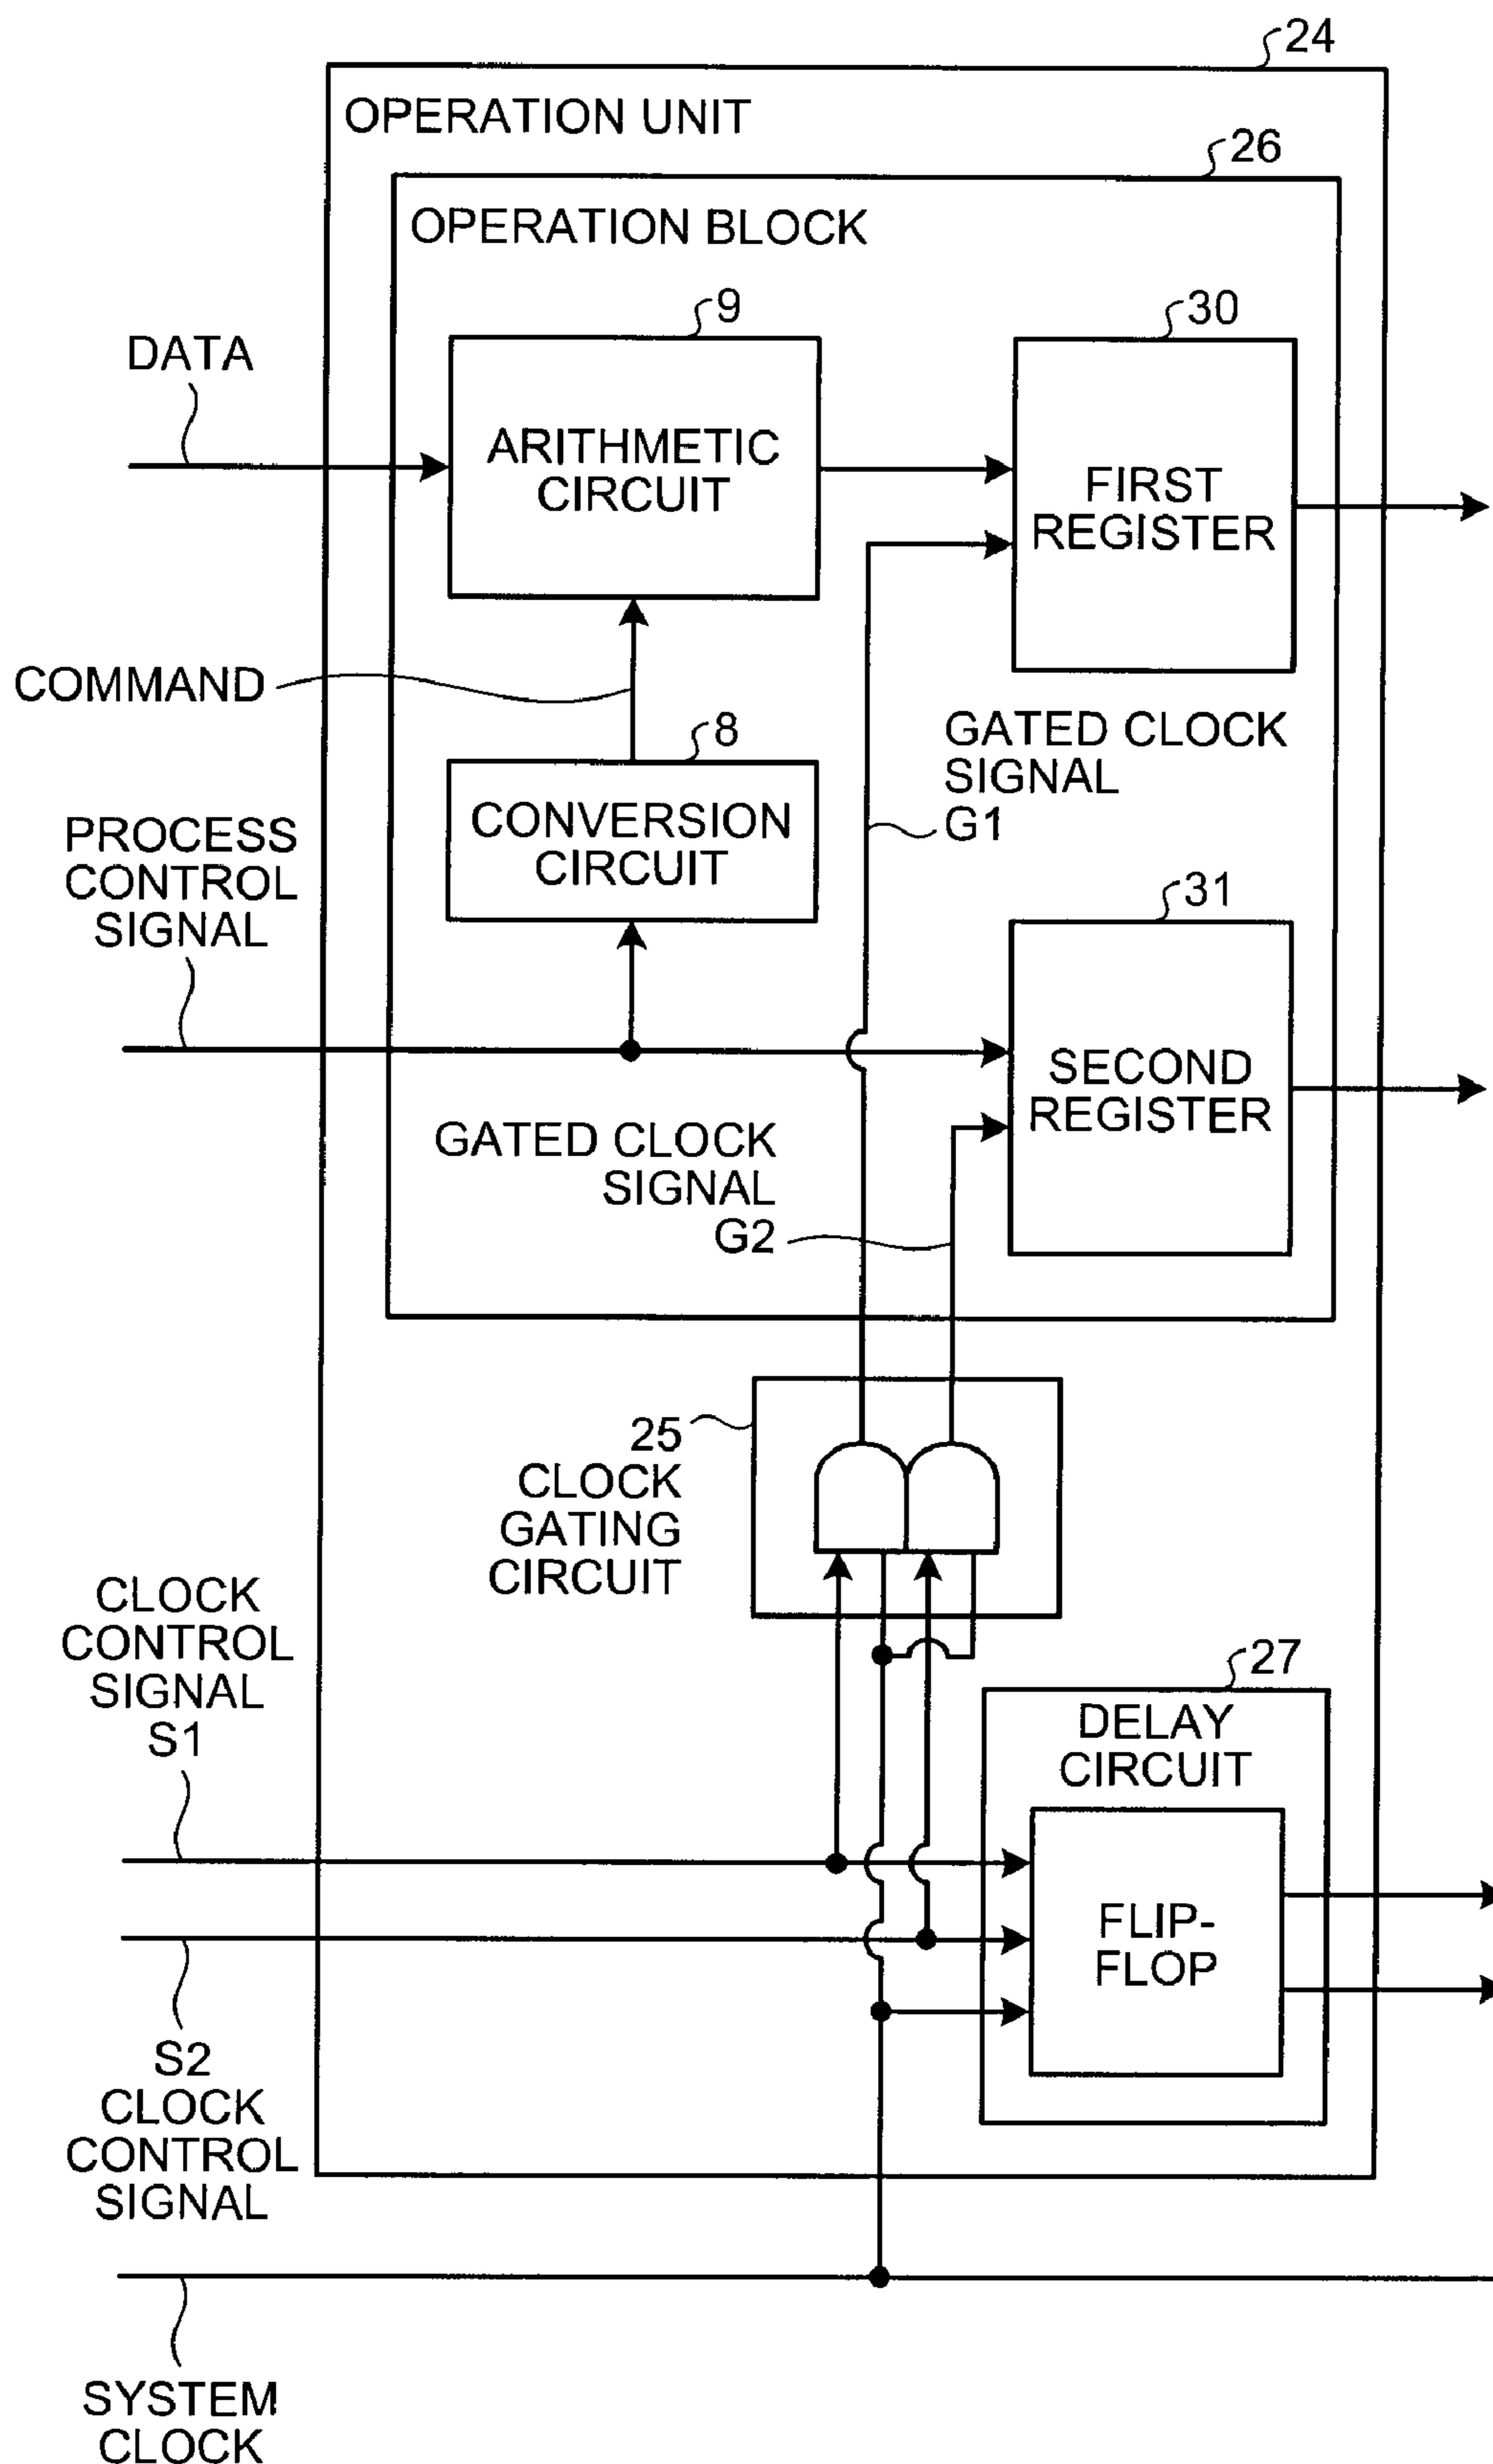 24
OPERATION UNIT
26
OPERATION BLOCK
9
30
DATA
ARITHMETIC
CIRCUIT
FIRST
REGISTER
COMMAND
8
GATED CLOCK
SIGNAL
G1
CONVERSION
CIRCUIT
PROCESS
CONTROL
SIGNAL
31
SECOND
REGISTER
GATED CLOCK
SIGNAL
G2
25
CLOCK
GATING
CIRCUIT
CLOCK
CONTROL
SIGNAL
S1
27
DELAY
CIRCUIT
FLIP-
FLOP
S2
CLOCK
CONTROL
SIGNAL
SYSTEM
CLOCK